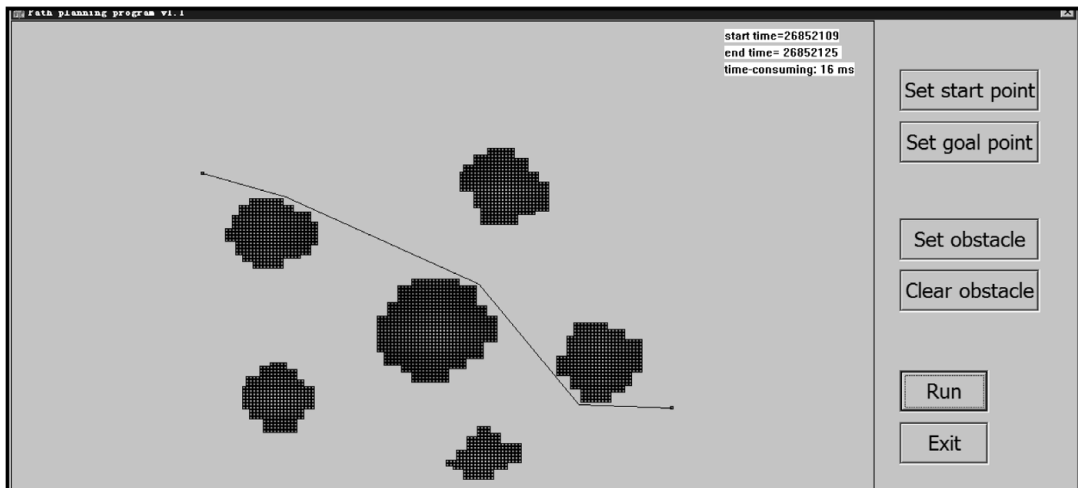 Path planning program v1.1
start time=26852109
end time= 26852125
time-consuming: 16 ms
Set start point
Set goal point
Set obstacle
Clear obstacle
Run
Exit